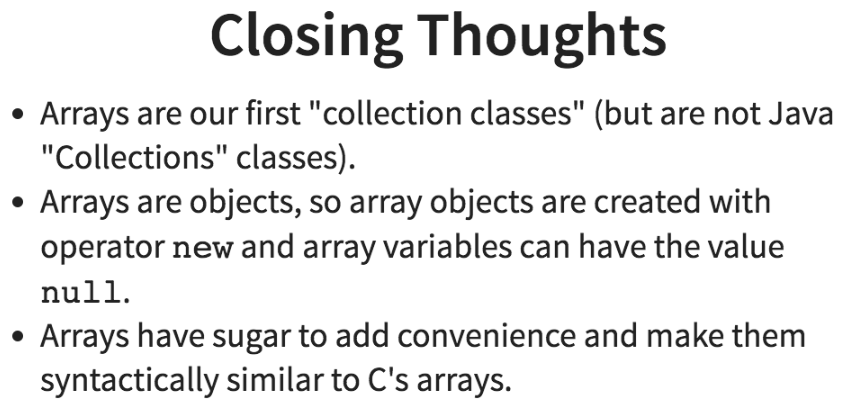 Closing Thoughts
• Arrays are our first "collection classes" (but are not Java
"Collections" classes).
• Arrays are objects, so array objects are created with
operator new and array variables can have the value
null.
• Arrays have sugar to add convenience and make them
syntactically similar to C's arrays.